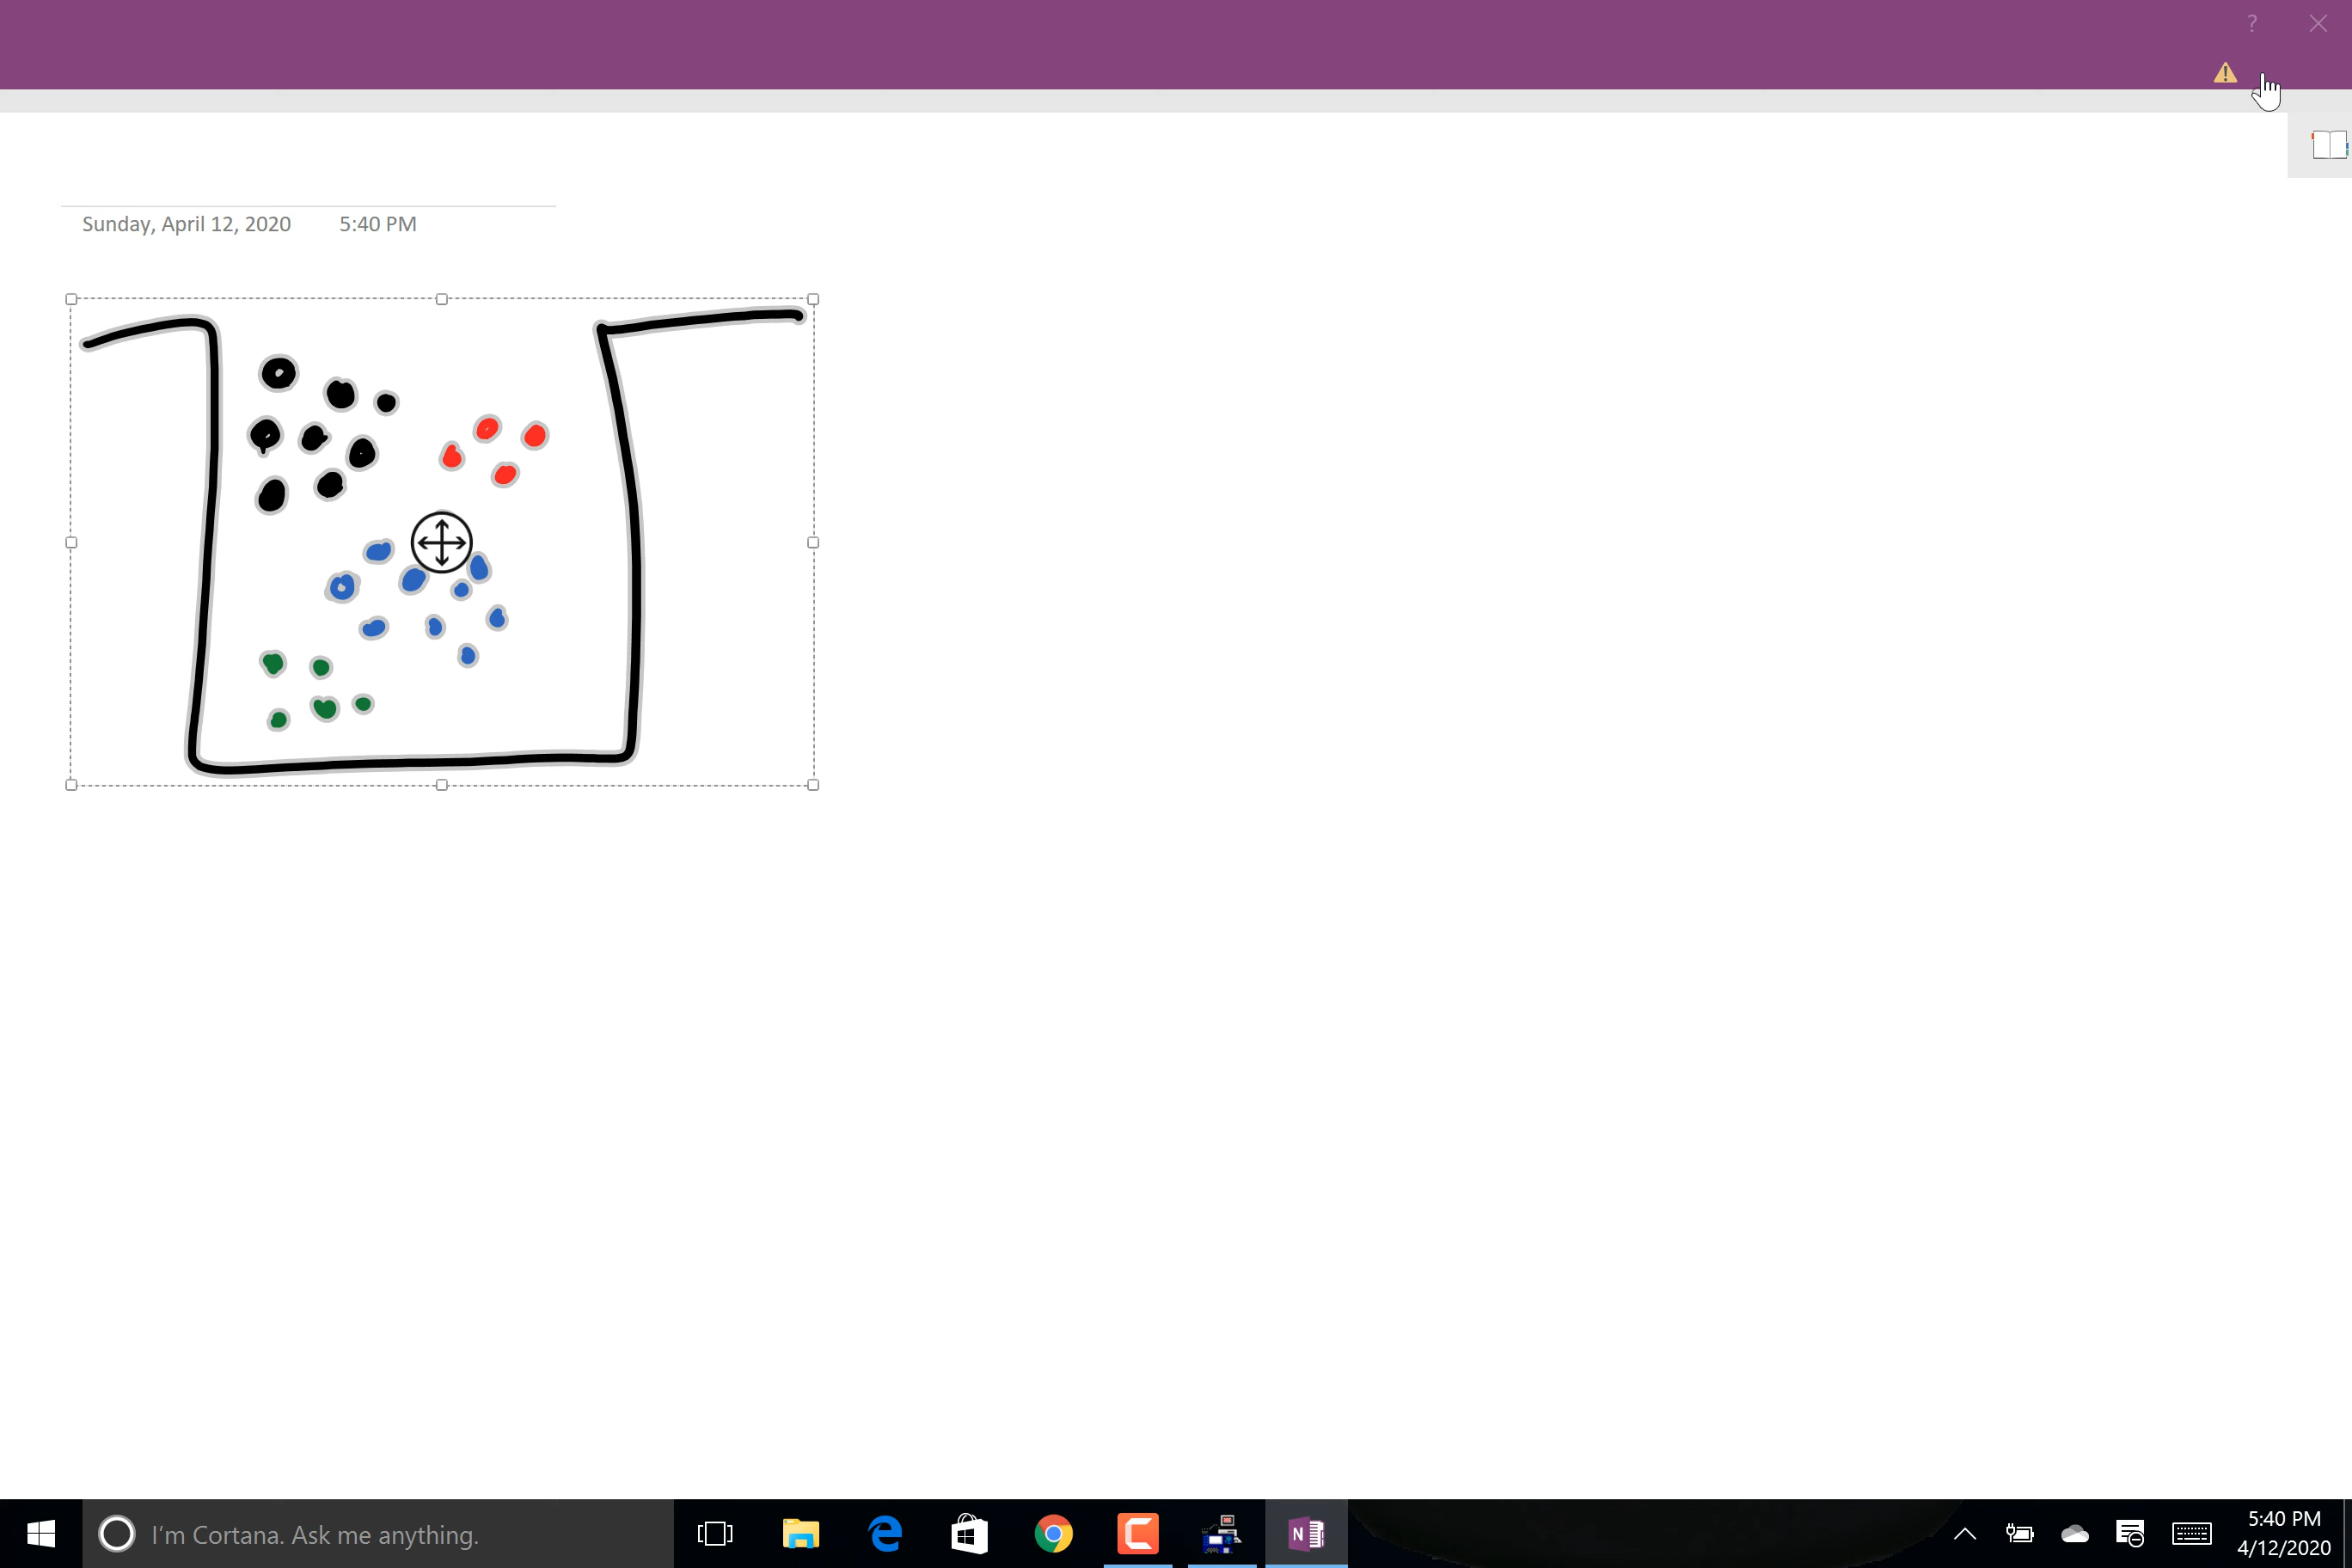 ?
Sunday, April 12, 2020 5:40 PM
I'm Cortana. Ask me anything.
N
5:40 PM
4/12/2020